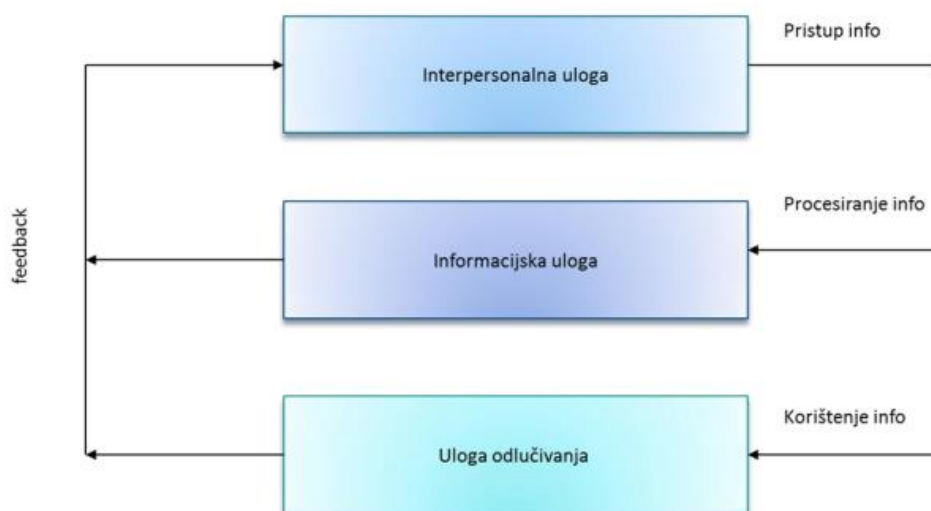 Pristup info
Interpersonalna uloga
Procesiranje info
feedback
Informacijska uloga
Korištenje info
Uloga odlučivanja